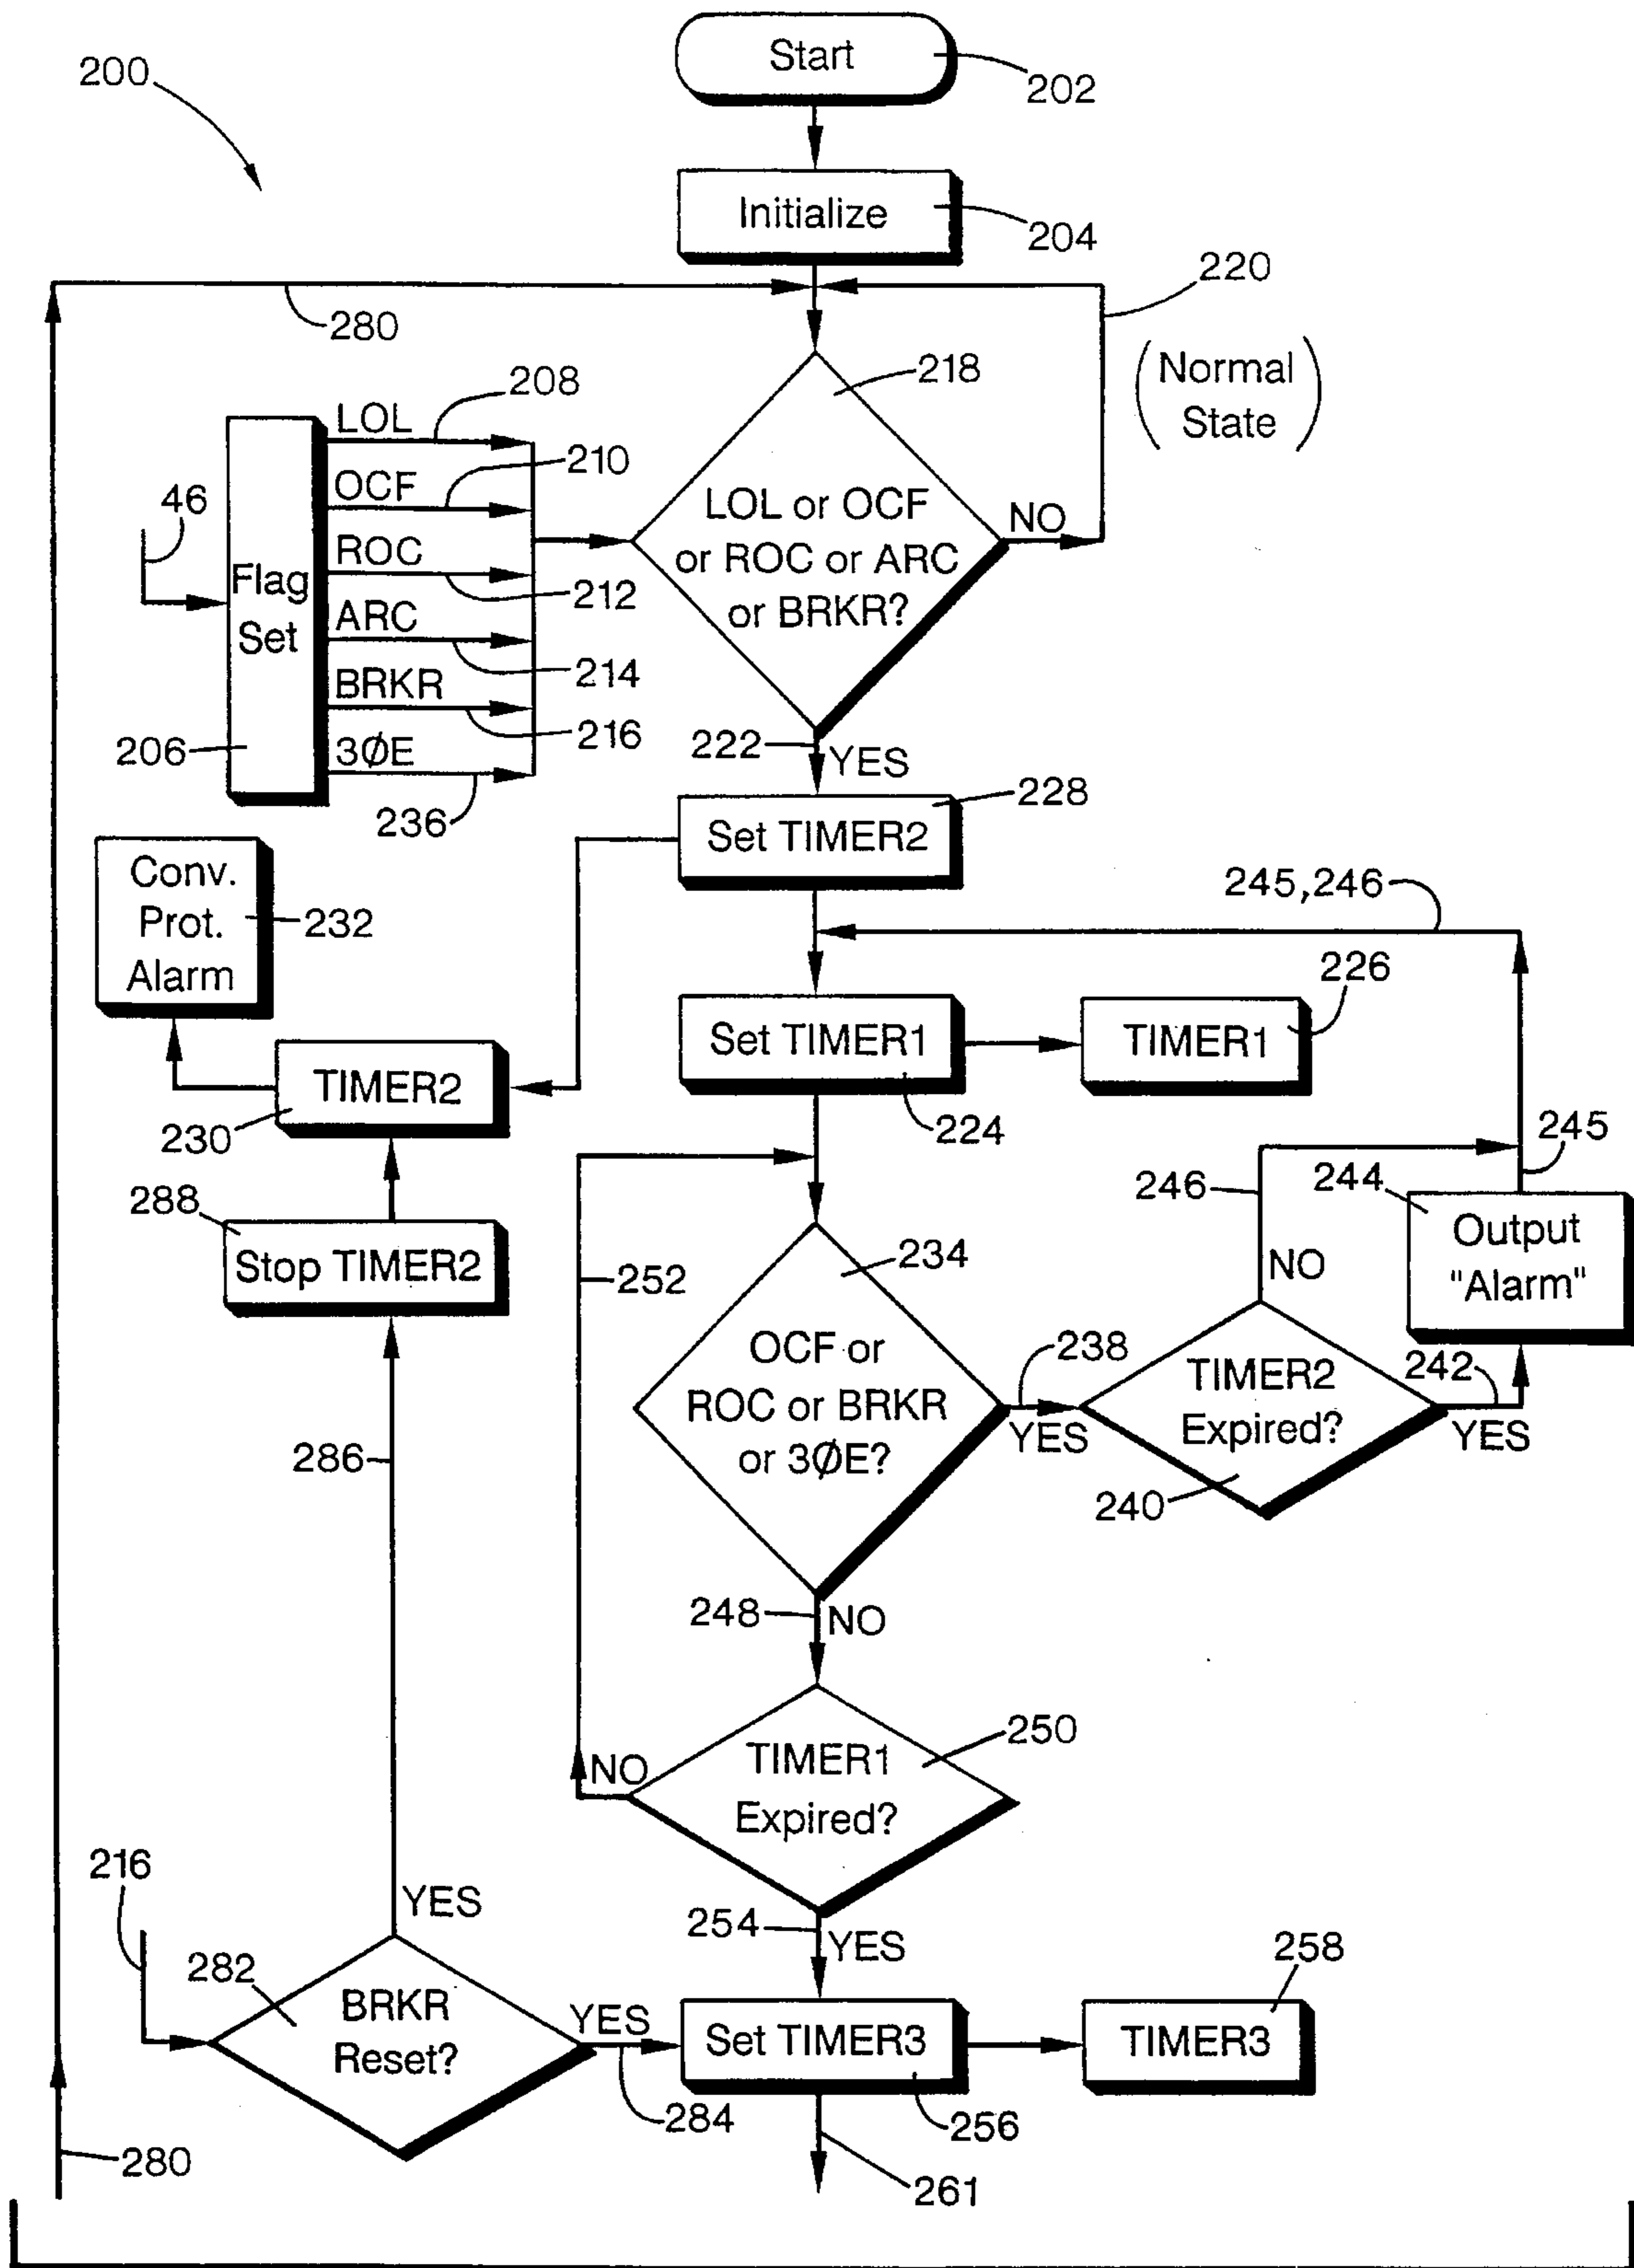 Start
202
200
Initialize
204
220
280
(Normal
State)
218
LOL
208
OCF
210
46
ROC
212
Flag
Set
ARC
214
BRKR
216
206
3ØE
236
LOL or OCF
or ROC or ARC
or BRKR?
NO
222
YES
Set TIMER2
228
Conv.
Prot.
Alarm
232
245,246
226
Set TIMER1
224
TIMER1
TIMER2
230
288
Stop TIMER2
252
234
OCF or
ROC or BRKR
or 3ØE?
238
YES
246
NO
244
245
Output
"Alarm"
TIMER2
Expired?
242
YES
240
286
248
NO
TIMER1
Expired?
250
NO
216
YES
254
YES
282
BRKR
Reset?
YES
284
Set TIMER3
256
258
TIMER3
280
261